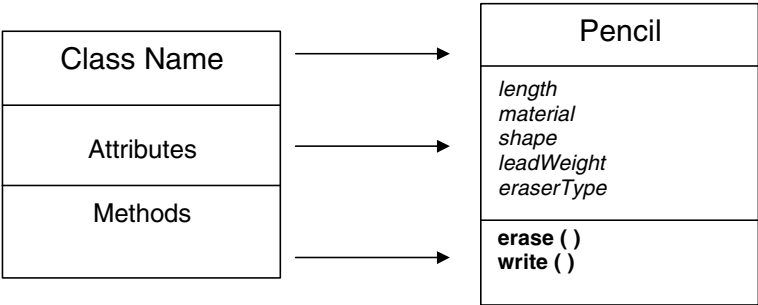 Class Name
Attributes
Methods
Pencil
length
material
shape
leadWeight
eraserType
erase ( )
write ( )